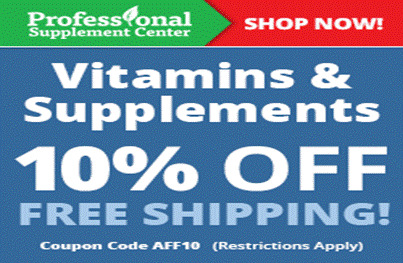 Professional
Supplement Center
SHOP NOW!
Vitamins &
Supplements
10% OFF
FREE SHIPPING!
Coupon Code AFF10 (Restrictions Apply)